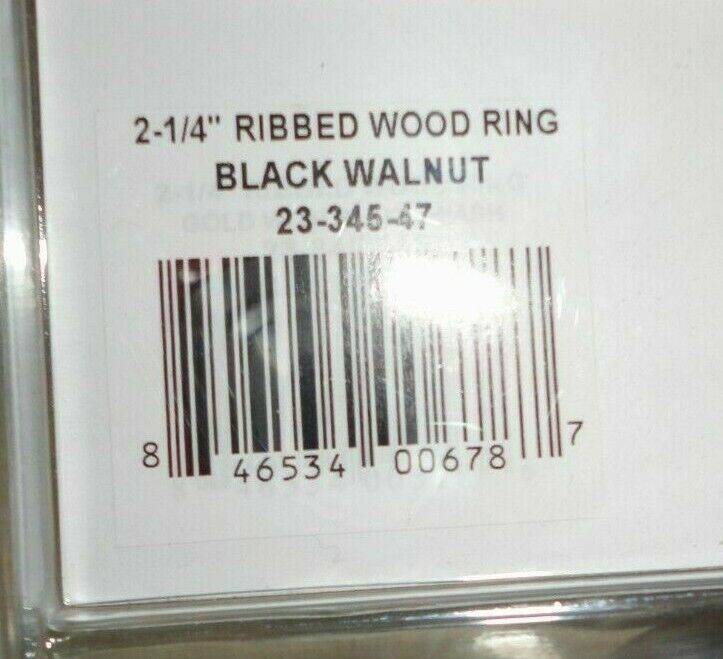 2-1/4" RIBBED WOOD RING
BLACK WALNUT
23-345-47
8 46534 00678 7